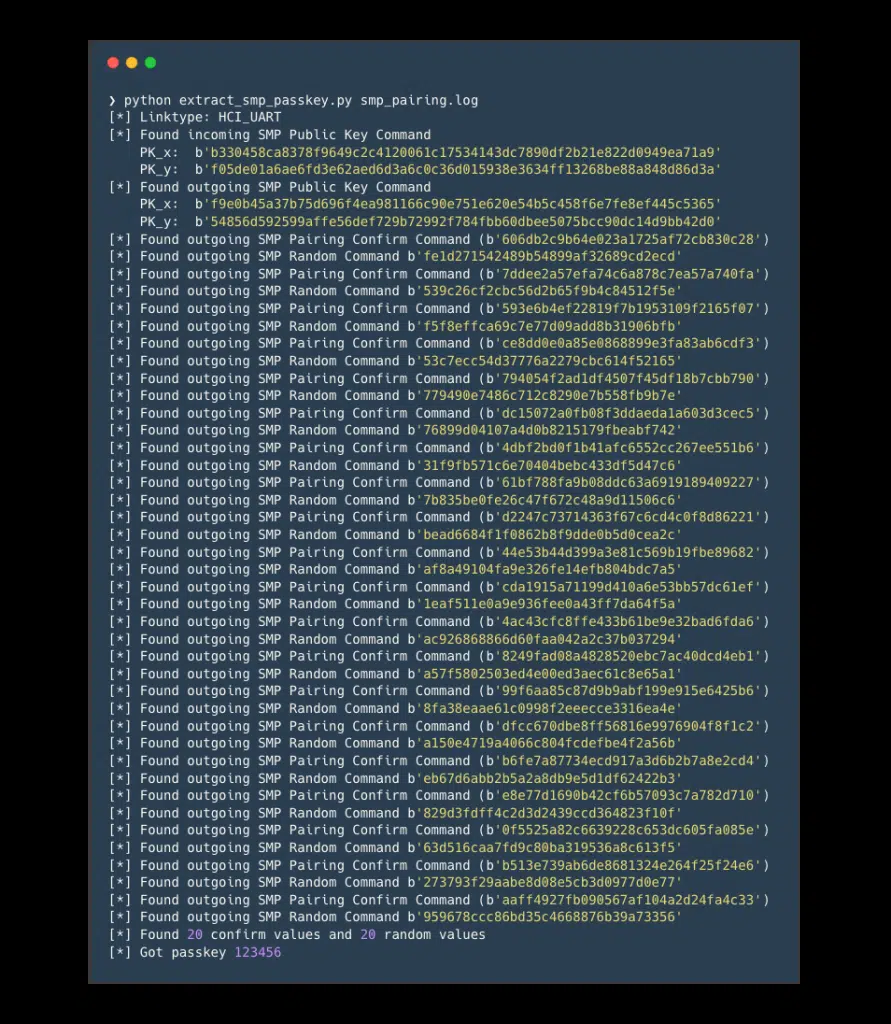 ❯ python extract_smp_passkey.py smp_pairing.log
[*] Linktype: HCI_UART
[*] Found incoming SMP Public Key Command
PK_x: b'b330458ca8378f9649c2c4120061c17534143dc7890df2b21e822d0949ea71a9'
PK_y: b'f05de01a6ae6fd3e62aed6d3a6c0c36d015938e3634ff13268be88a848d86d3a'
[*] Found outgoing SMP Public Key Command
PK_x: b'f9e0b45a37b75d696f4ea981166c90e751e620e54b5c458f6e7fe8ef445c5365'
PK_y: b'54856d592599affe56def729b72992f784fbb60dbee5075bcc90dc14d9bb42d0'
[*] Found outgoing SMP Pairing Confirm Command (b'606db2c9b64e023a1725af72cb830c28')
[*] Found outgoing SMP Random Command b'fe1d271542489b54899af32689cd2ecd'
[*] Found outgoing SMP Pairing Confirm Command (b'7ddee2a57efa74c6a878c7ea57a740fa')
[*] Found outgoing SMP Random Command b'539c26cf2cbc56d2b65f9b4c84512f5e'
[*] Found outgoing SMP Pairing Confirm Command (b'593e6b4ef22819f7b1953109f2165f07')
[*] Found outgoing SMP Random Command b'f5f8effca69c7e77d09add8b31906bfb'
[*] Found outgoing SMP Pairing Confirm Command (b'ce8dd0e0a85e0868899e3fa83ab6cdf3')
[*] Found outgoing SMP Random Command b'53c7ecc54d37776a2279cbc614f52165'
[*] Found outgoing SMP Pairing Confirm Command (b'794054f2ad1df4507f45df18b7cbb790')
[*] Found outgoing SMP Random Command b'779490e7486c712c8290e7b558fb9b7e'
[*] Found outgoing SMP Pairing Confirm Command (b'dc15072a0fb08f3ddaeda1a603d3cec5')
[*] Found outgoing SMP Random Command b'76899d04107a4d0b8215179fbeabf742'
[*] Found outgoing SMP Pairing Confirm Command (b'4dbf2bd0f1b41afc6552cc267ee551b6')
[*] Found outgoing SMP Random Command b'31f9fb571c6e70404bebc433df5d47c6'
[*] Found outgoing SMP Pairing Confirm Command (b'61bf788fa9b08ddc63a6919189409227')
[*] Found outgoing SMP Random Command b'7b835be0fe26c47f672c48a9d11506c6'
[*] Found outgoing SMP Pairing Confirm Command (b'd2247c73714363f67c6cd4c0f8d86221')
[*] Found outgoing SMP Random Command b'bead6684f1f0862b8f9dde0b5d0cea2c'
[*] Found outgoing SMP Pairing Confirm Command (b'44e53b44d399a3e81c569b19fbe89682')
[*] Found outgoing SMP Random Command b'af8a49104fa9e326fe14efb804bdc7a5'
[*] Found outgoing SMP Pairing Confirm Command (b'cda1915a71199d410a6e53bb57dc61ef')
[*] Found outgoing SMP Random Command b'1eaf511e0a9e936fee0a43ff7da64f5a'
[*] Found outgoing SMP Pairing Confirm Command (b'4ac43cfc8ffe433b61be9e32bad6fda6')
[*] Found outgoing SMP Random Command b'ac926868866d60faa042a2c37b037294'
[*] Found outgoing SMP Pairing Confirm Command (b'8249fad08a4828520ebc7ac40dcd4eb1')
[*] Found outgoing SMP Random Command b'a57f5802503ed4e00ed3aec61c8e65a1'
[*] Found outgoing SMP Pairing Confirm Command (b'99f6aa85c87d9b9abf199e915e6425b6')
[*] Found outgoing SMP Random Command b'8fa38eaae61c0998f2eeecce3316ea4e'
[*] Found outgoing SMP Pairing Confirm Command (b'dfcc670dbe8ff56816e9976904f8f1c2')
[*] Found outgoing SMP Random Command b'a150e4719a4066c804fcdefbe4f2a56b'
[*] Found outgoing SMP Pairing Confirm Command (b'b6fe7a87734ecd917a3d6b2b7a8e2cd4')
[*] Found outgoing SMP Random Command b'eb67d6abb2b5a2a8db9e5d1df62422b3'
[*] Found outgoing SMP Pairing Confirm Command (b'e8e77d1690b42cf6b57093c7a782d710')
[*] Found outgoing SMP Random Command b'829d3fdff4c2d3d2439ccd364823f10f'
[*] Found outgoing SMP Pairing Confirm Command (b'0f5525a82c6639228c653dc605fa085e')
[*] Found outgoing SMP Random Command b'63d516caa7fd9c80ba319536a8c613f5'
[*] Found outgoing SMP Pairing Confirm Command (b'b513e739ab6de8681324e264f25f24e6')
[*] Found outgoing SMP Random Command b'273793f29aabe8d08e5cb3d0977d0e77'
[*] Found outgoing SMP Pairing Confirm Command (b'aaff4927fb090567af104a2d24fa4c33')
[*] Found outgoing SMP Random Command b'959678ccc86bd35c4668876b39a73356'
[*] Found 20 confirm values and 20 random values
[*] Got passkey 123456